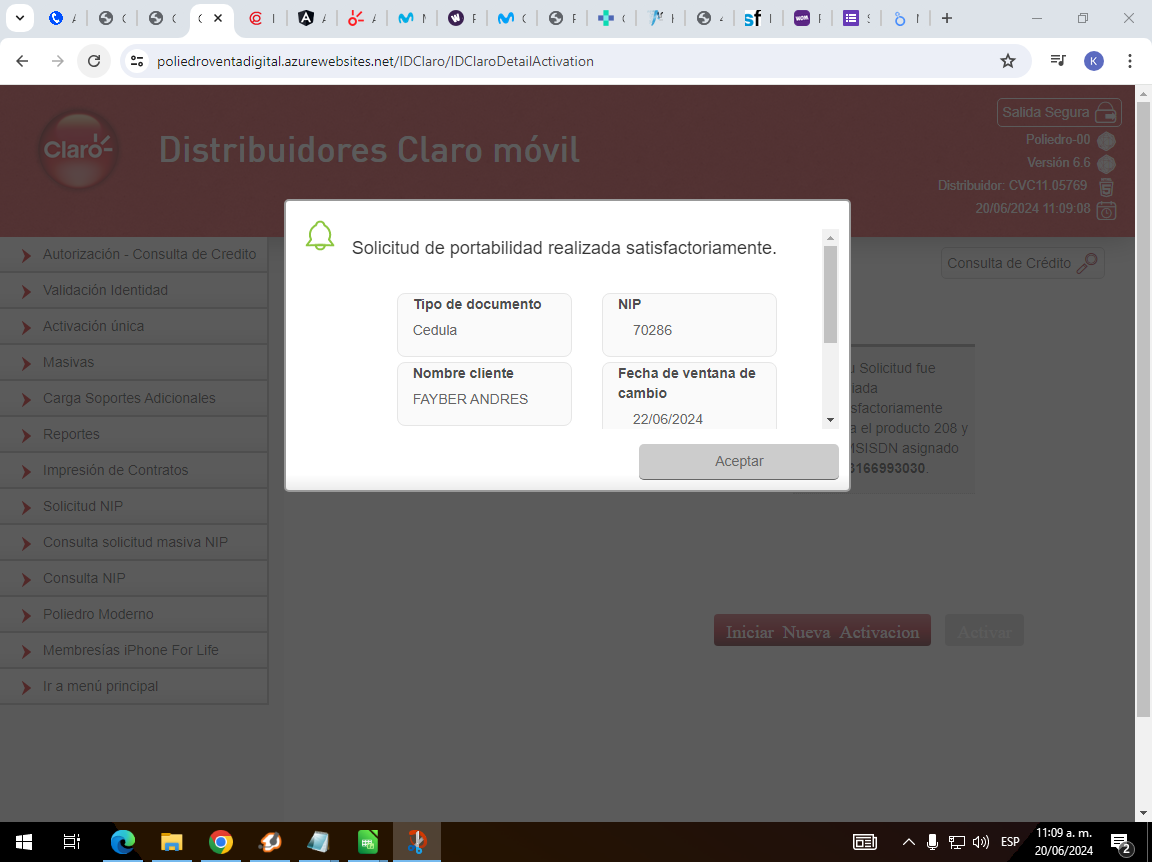 poliedroventadigital.azurewebsites.net/IDClaro/IDClaroDetailActivation
K
Claro
Distribuidores Claro móvil
Salida Segura
Poliedro-00
Versión 6.6
Distribuidor: CVC11.05769
20/06/2024 11:09:08
Autorización - Consulta de Credito
Validación Identidad
Activación única
Masivas
Carga Soportes Adicionales
Reportes
Impresión de Contratos
Solicitud NIP
Consulta solicitud masiva NIP
Consulta NIP
Poliedro Moderno
Membresías iPhone For Life
Ir a menú principal
Consulta de Crédito
Solicitud de portabilidad realizada satisfactoriamente.
Tipo de documento
Cedula
NIP
70286
Nombre cliente
FAYBER ANDRES
Fecha de ventana de
cambio
22/06/2024
Aceptar
Solicitud fue
el producto 208 y
MSISDN asignado
3166993030.
Iniciar Nueva Activacion
Activar
ESP
11:09 a. m.
20/06/2024
2